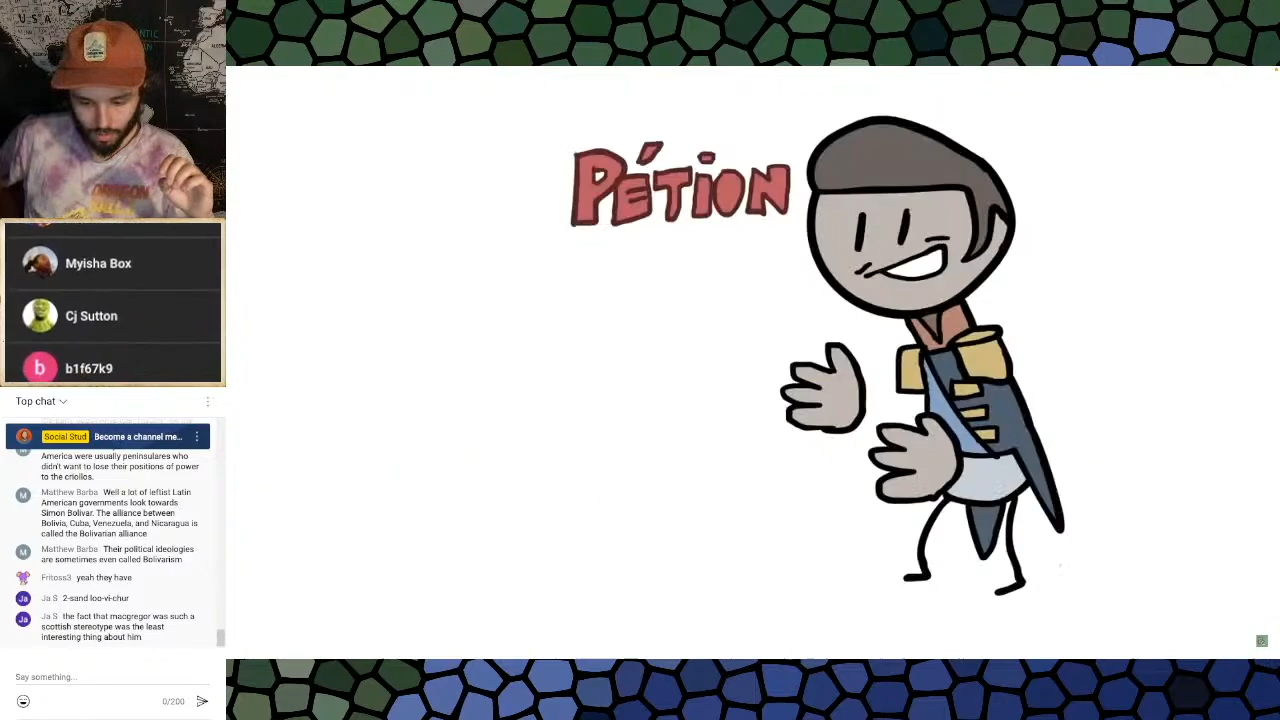 USA
ANTIC
Pétion
Myisha Box
Cj Sutton
b b1f67k9
Top chat
Social Stud Become a channel me...
America were usually peninsulares who
didn't want to lose their positions of power
to the criollos.
M Matthew Barba Well a lot of leftist Latin
American governments look towards
Simon Bolivar. The alliance between
Bolivia, Cuba, Venezuela, and Nicaragua is
called the Bolivarian alliance
M Matthew Barba Their political ideologies
are sometimes even called Bolivarism
Fritoss3 yeah they have
Ja Ja S 2-sand loo-vi-chur
Ja Ja S the fact that macgregor was such a
scottish stereotype was the least
interesting thing about him
Say something...
0/200